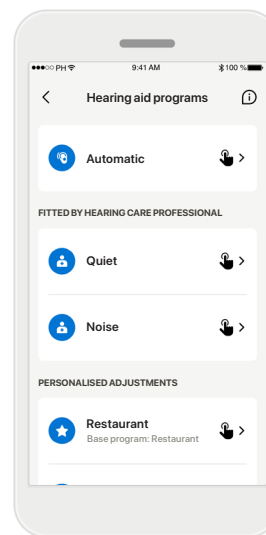 PH 9:41 AM 100 %
Hearing aid programs
Automatic
FITTED BY HEARING CARE PROFESSIONAL
Quiet
Noise
PERSONALISED ADJUSTMENTS
Restaurant
Base program: Restaurant